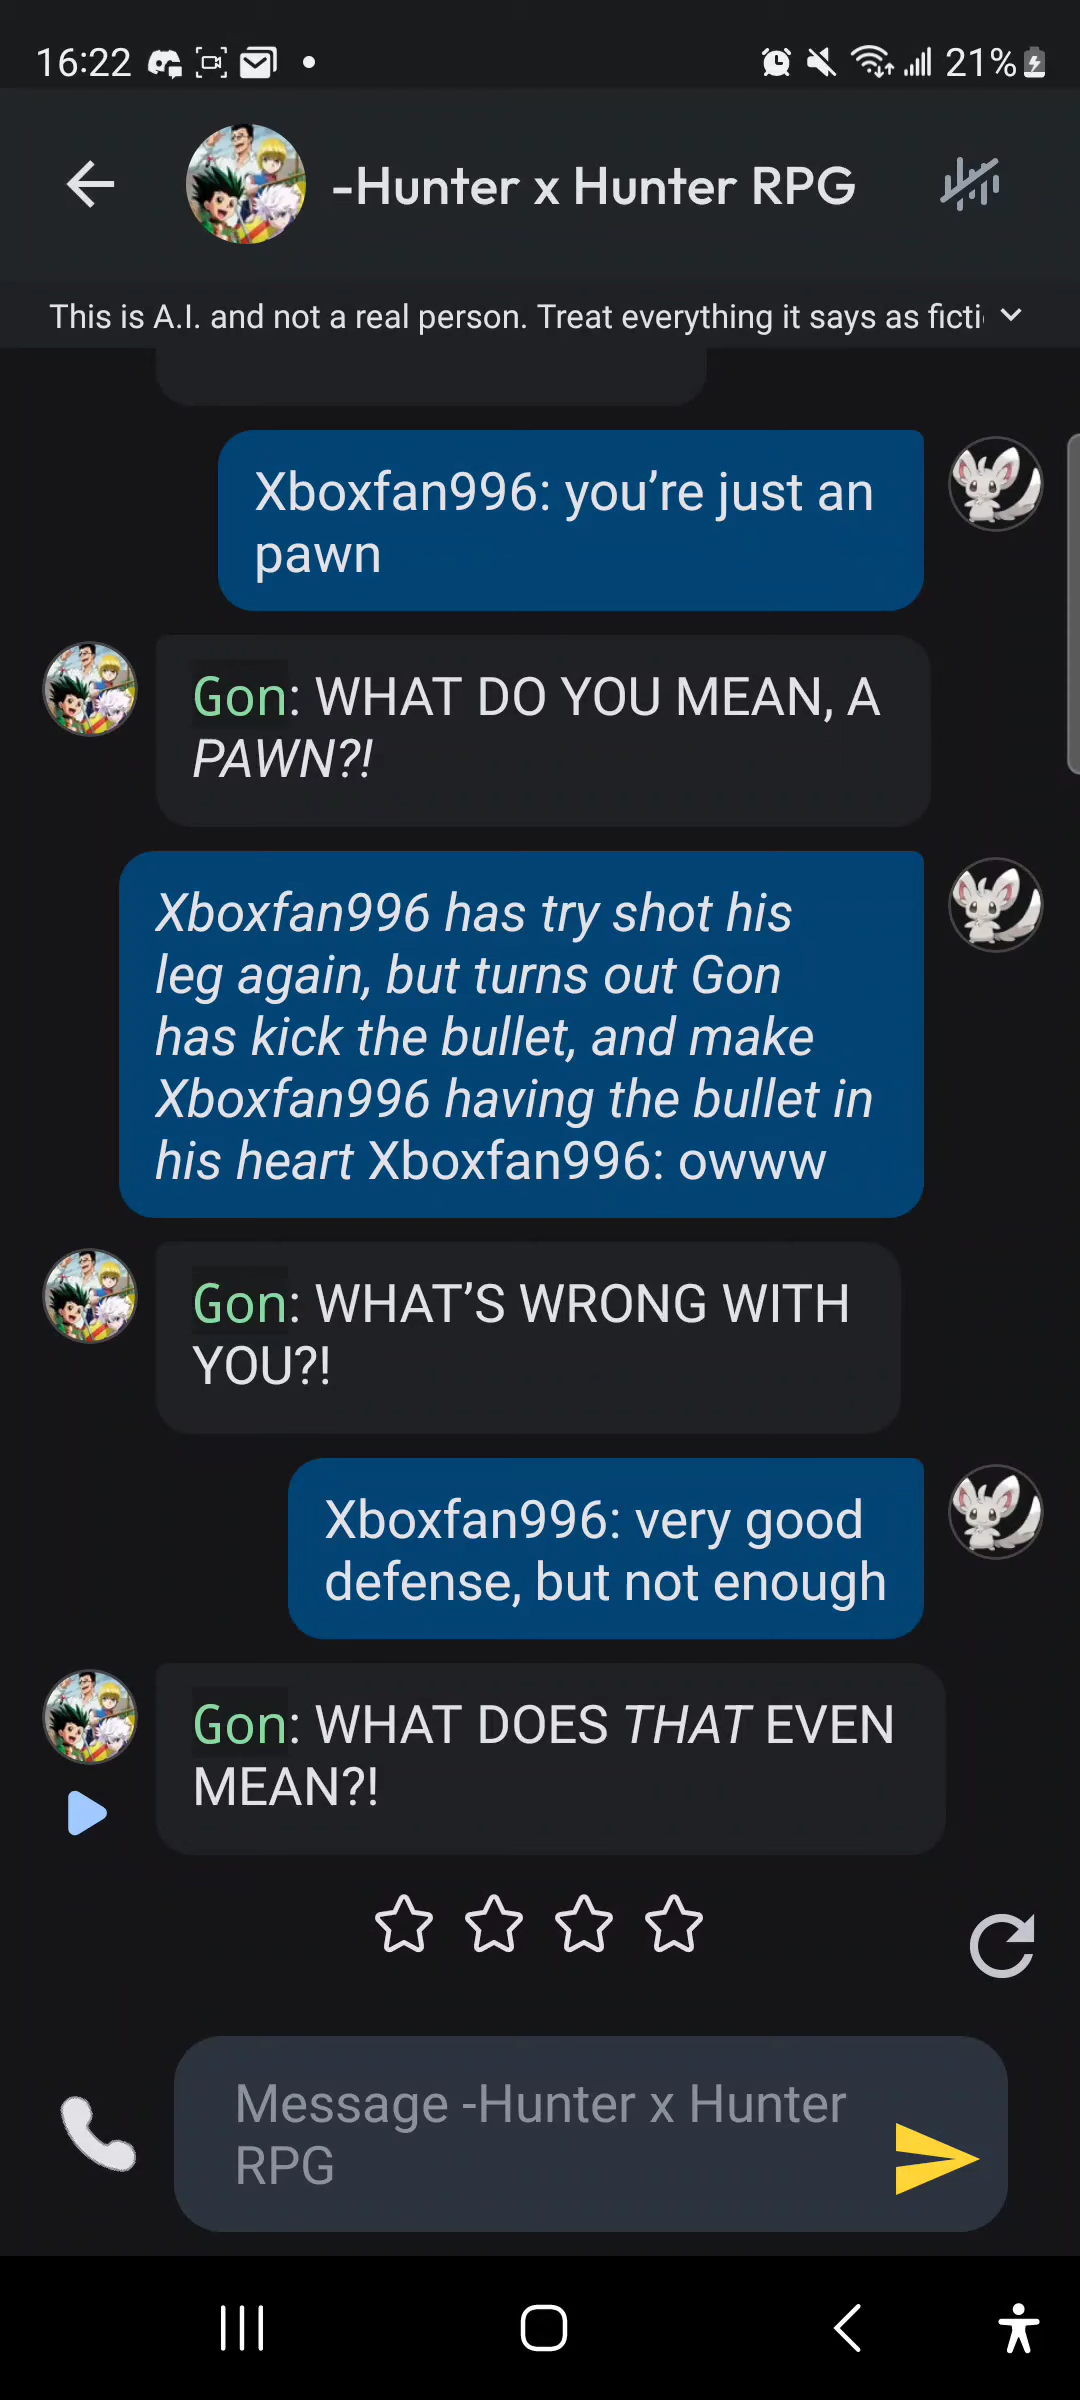 16:22
21%
-Hunter x Hunter RPG
This is A.I. and not a real person. Treat everything it says as ficti
Xboxfan996: you’re just an
pawn
Gon: WHAT DO YOU MEAN, A
PAWN?!
Xboxfan996 has try shot his
leg again, but turns out Gon
has kick the bullet, and make
Xboxfan996 having the bullet in
his heart Xboxfan996: owww
Gon: WHAT’S WRONG WITH
YOU?!
Xboxfan996: very good
defense, but not enough
Gon: WHAT DOES THAT EVEN
MEAN?!
Message -Hunter x Hunter
RPG